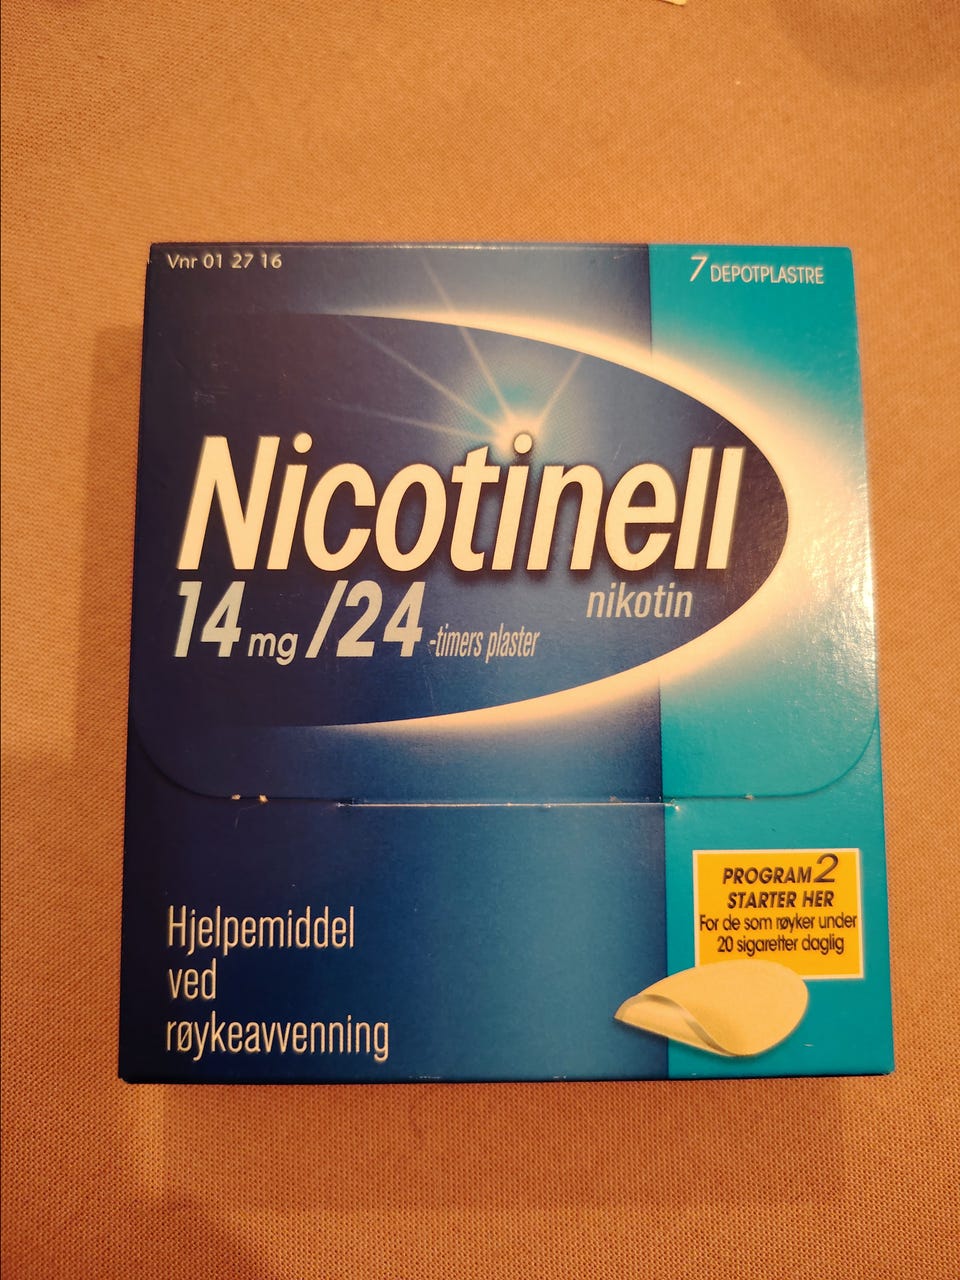 Vnr 01 27 16
7 DEPOTPLASTRE
Nicotinell
nikotin
14 mg /24 -timers plaster
PROGRAM 2
STARTER HER
For de som røyker under
20 sigaretter daglig
Hjelpemiddel
ved
røykeavvenning